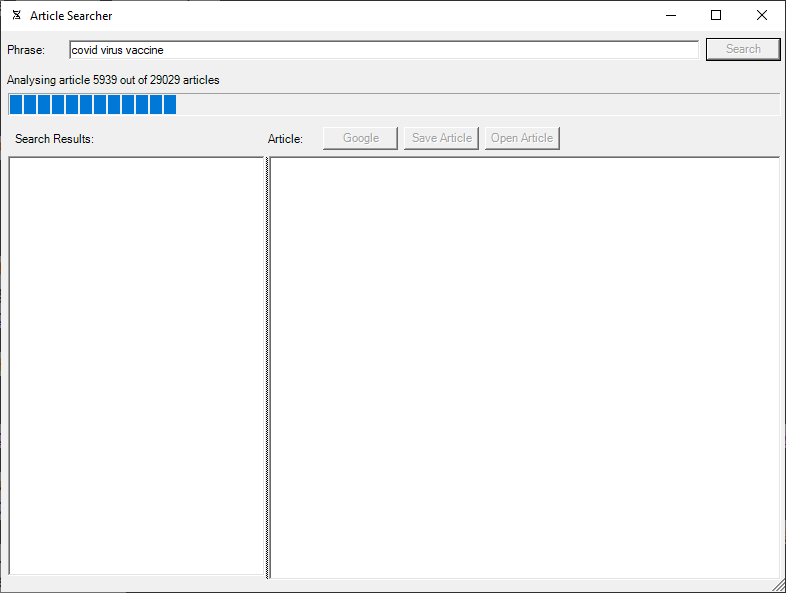 Article Searcher
Phrase: covid virus vaccine Search
Analysing article 5939 out of 29029 articles
Search Results: Article: Google Save Article Open Article